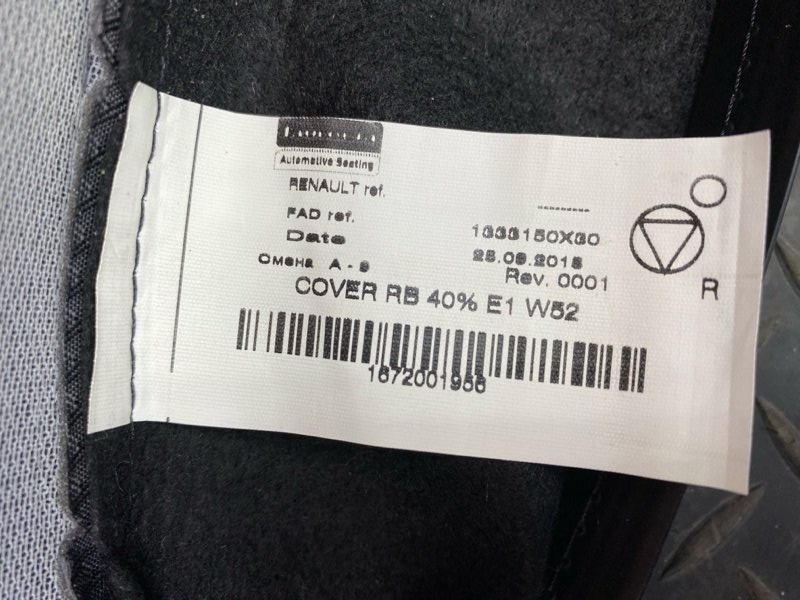 Automotive Seating
RENAULT ref. ----------
FAD ref. 1333150X30
Date 25.09.2015
смена A - 9 Rev. 0001
R
COVER RB 40% E1 W52
1672001956